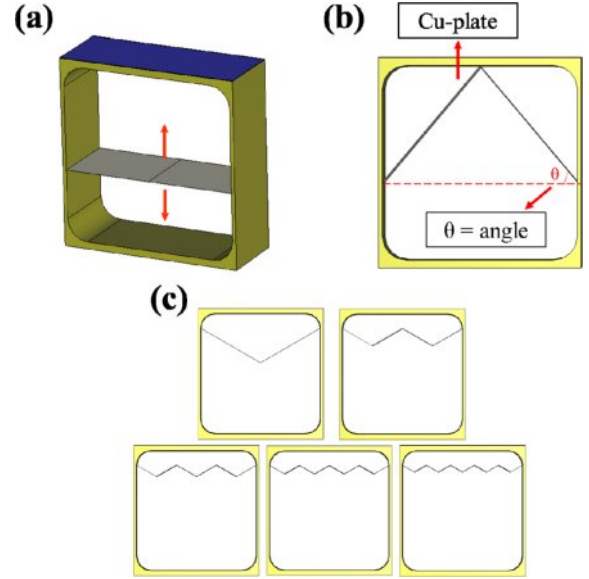 (a)
(b)
Cu-plate
θ
θ = angle
(c)